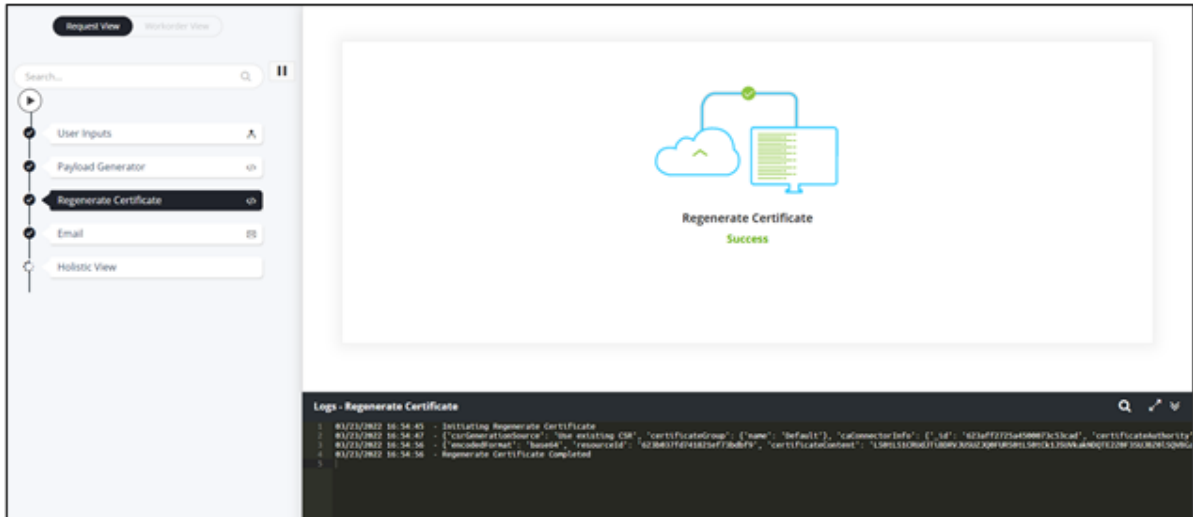 Request View
Workorder View
Search...
User Inputs
Payload Generator
Regenerate Certificate
Email
Holistic View
Regenerate Certificate
Success
Logs - Regenerate Certificate
1 03/23/2022 16:54:45 - Initiating Regenerate Certificate
2 03/23/2022 16:54:47 - {'csrGenerationSource': 'Use existing CSR', 'certificateGroup': {'name': 'Default'}, 'caConnectorInfo': {'_id':
3 03/23/2022 16:54:56 - {'encodedFormat': 'base64', 'resourceId': 'certificateContent':
4 03/23/2022 16:54:56 - Regenerate Certificate Completed
5